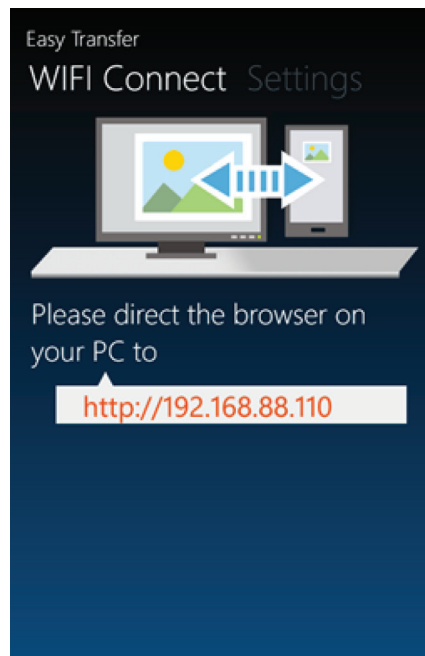 Easy Transfer
WIFI Connect Settings
Please direct the browser on
your PC to
http://192.168.88.110